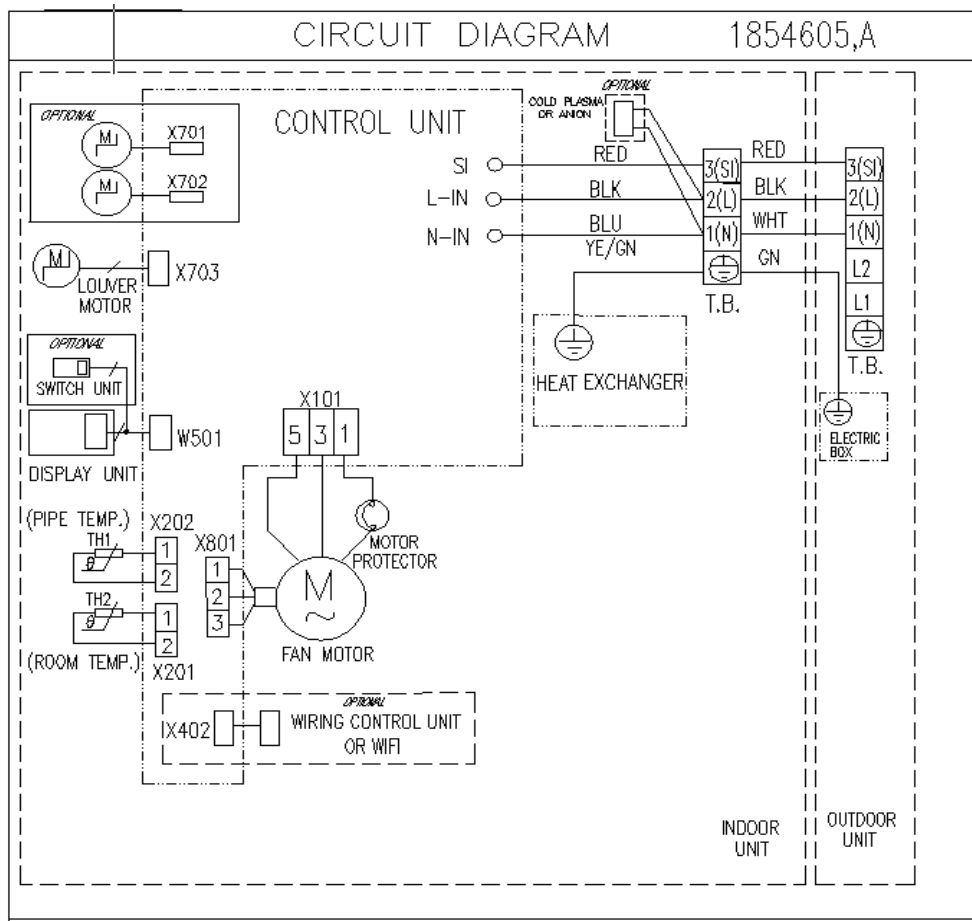 CIRCUIT DIAGRAM 1854605,A
OPTIONAL
M X701
M X702
CONTROL UNIT
OPTIONAL
COLD PLASMA
OR ANION
SI RED 3(SI) RED 3(SI)
L-IN BLK 2(L) BLK 2(L)
N-IN BLU 1(N) WHT 1(N)
YE/GN GN L2
T.B. L1
T.B.
M X703
LOUVER
MOTOR
OPTIONAL
SWITCH UNIT
W501
DISPLAY UNIT
HEAT EXCHANGER
ELECTRIC
BOX
X101
5 3 1
MOTOR
PROTECTOR
(PIPE TEMP.) X202
TH1 1
θ 2
TH2 1
θ 2
(ROOM TEMP.) X201
X801
1
2
3
M
~
FAN MOTOR
OPTIONAL
X402 WIRING CONTROL UNIT
OR WIFI
INDOOR
UNIT
OUTDOOR
UNIT